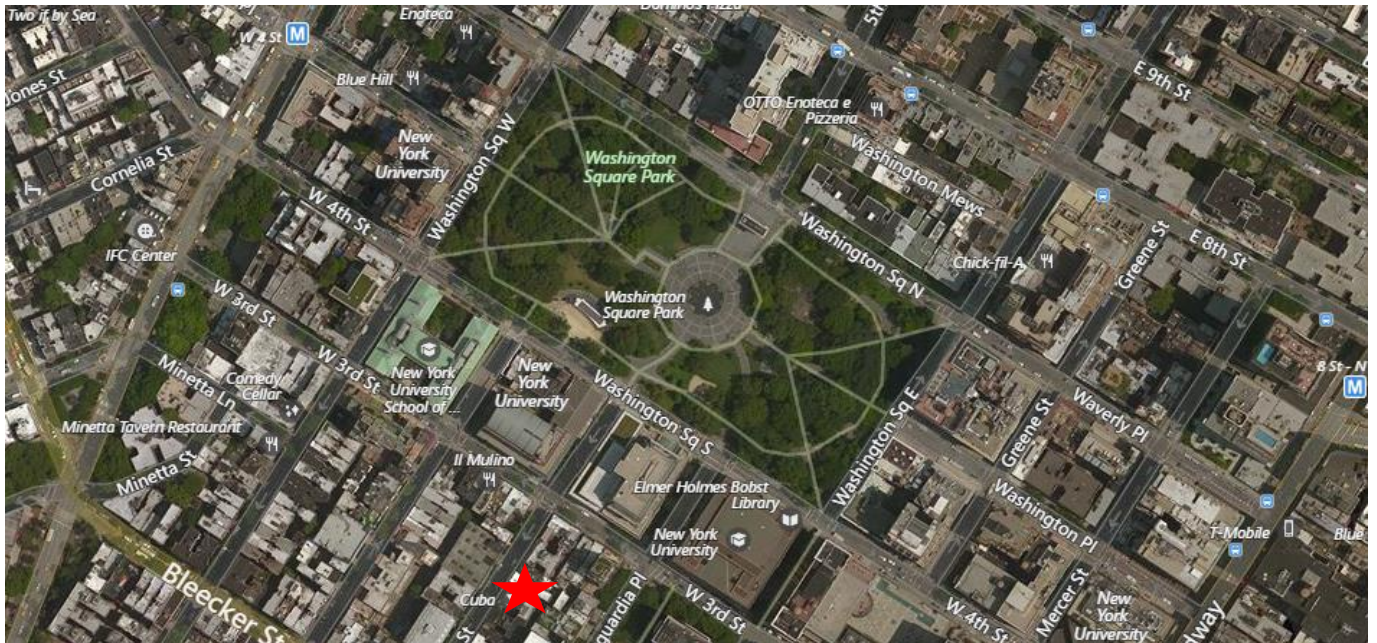 Two if by Sea
W 4 St
M
Enoteca
Blue Hill
Jones St
Cornelia St
New
York
University
Washington Sq W
Washington
Square Park
OTTO Enoteca e
Pizzeria
Washington Mews
E 9th St
E 8th St
Greene St
Chick-fil-A
Washington Sq N
IFC Center
W 4th St
W 3rd St
W 3rd St
Washington
Square Park
Minetta Ln
Comedy
Cellar
Minetta Tavern Restaurant
Minetta St
New York
University
School of ...
New
York
University
Washington Sq S
Washington Sq E
Greene St
Waverly Pl
8 St - N
M
Il Mulino
Elmer Holmes Bobst
Library
New York
University
Washington Pl
T-Mobile
Blue
Bleecker St
Cuba
St
guardia Pl
W 3rd St
W 4th St
Mercer St
New
York
University
way